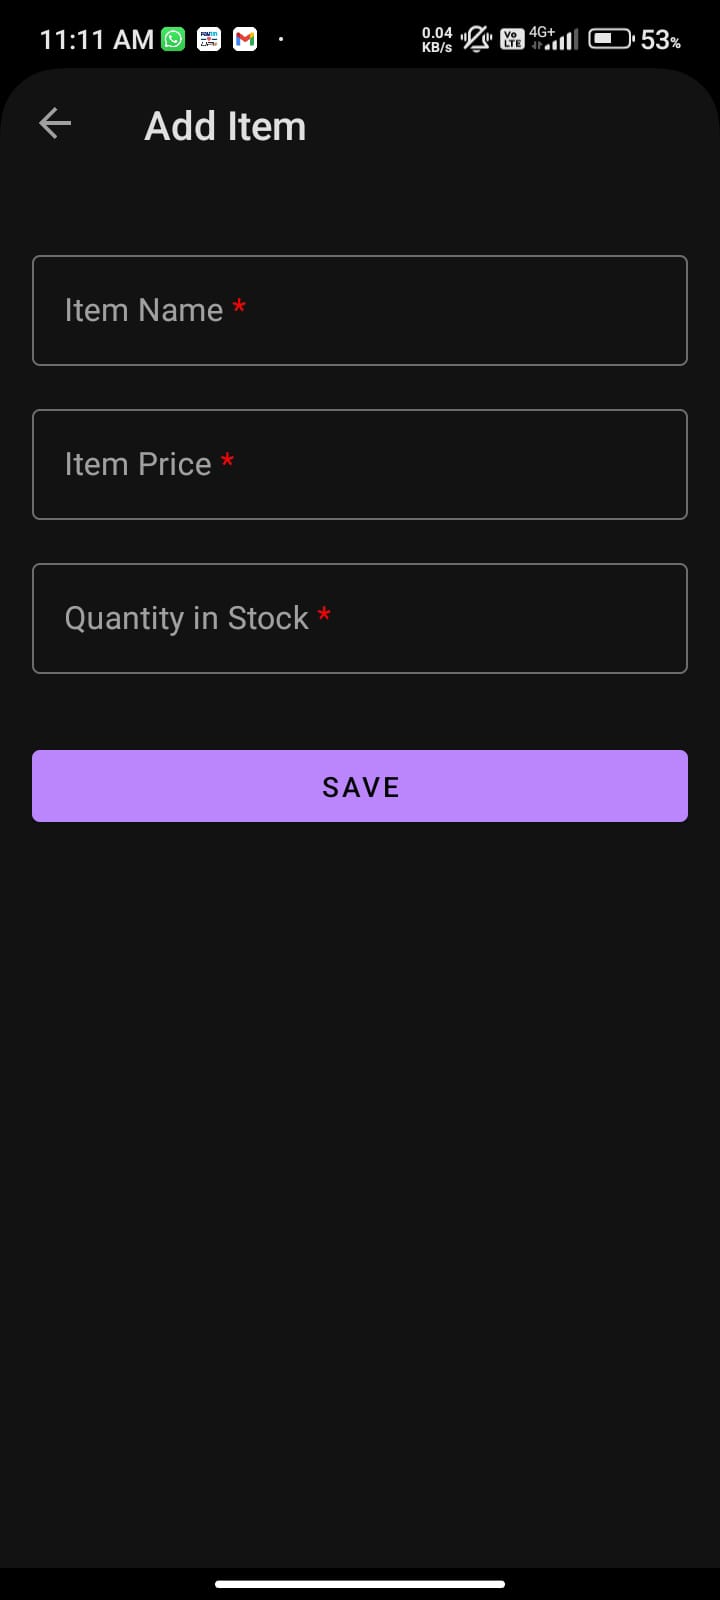 11:11 AM
0.04 KB/s
Vo LTE
4G+
53%
Add Item
Item Name *
Item Price *
Quantity in Stock *
SAVE